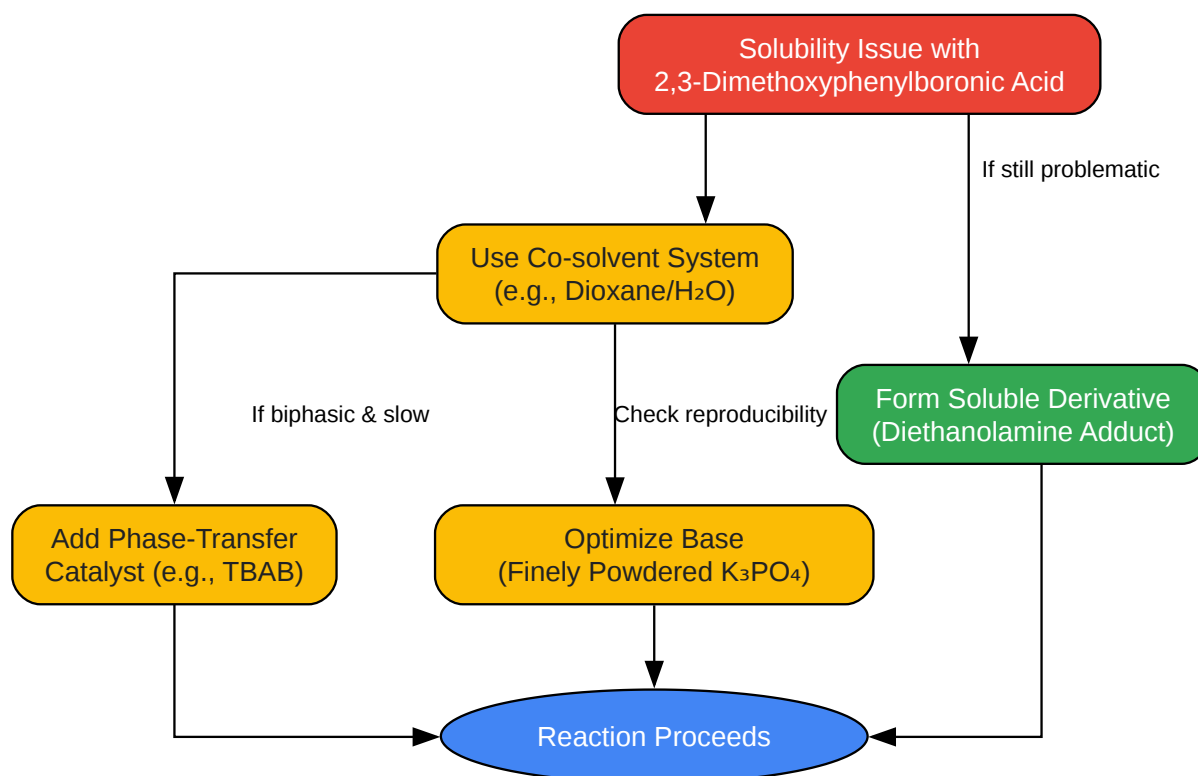 Solubility Issue with
2,3-Dimethoxyphenylboronic Acid
If still problematic
Use Co-solvent System
(e.g., Dioxane/H₂O)
Form Soluble Derivative
(Diethanolamine Adduct)
If biphasic & slow
Check reproducibility
Add Phase-Transfer
Catalyst (e.g., TBAB)
Optimize Base
(Finely Powdered K₃PO₄)
Reaction Proceeds